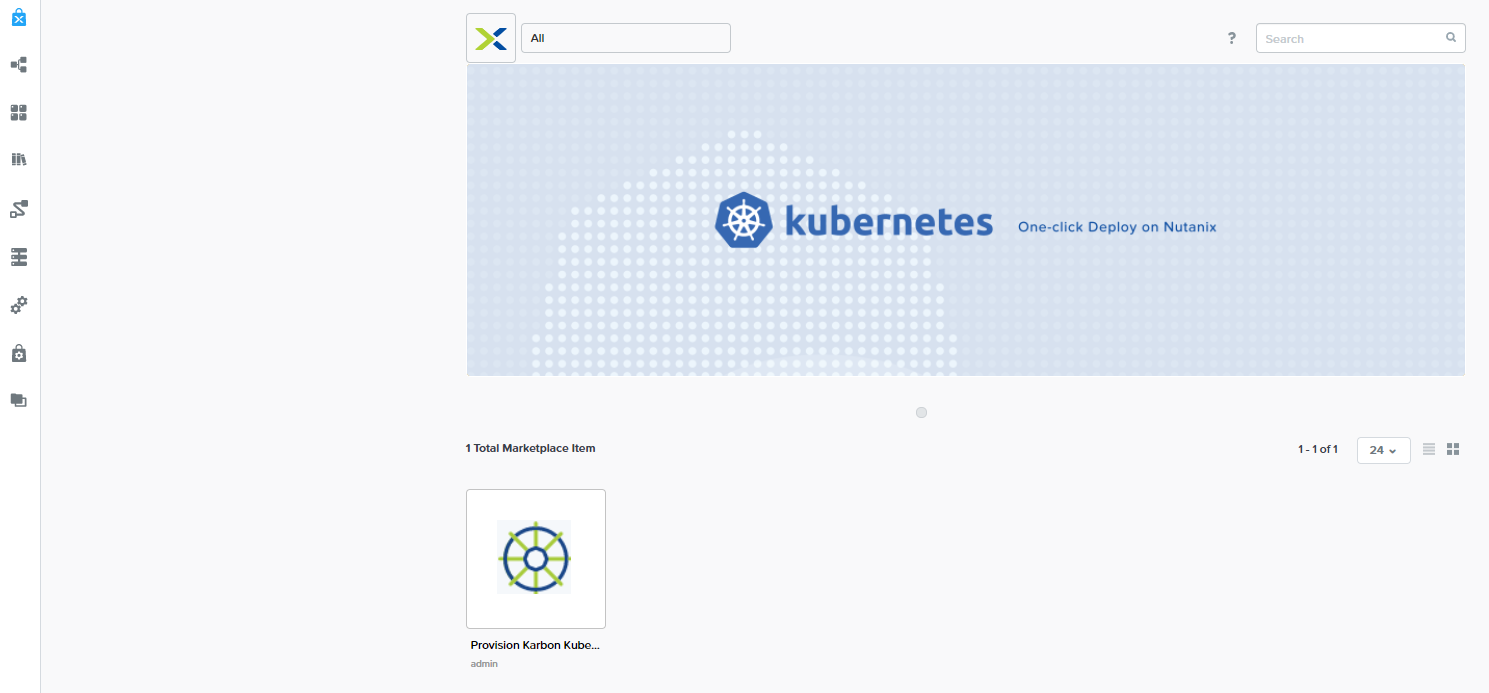 All
?
Search
kubernetes One-click Deploy on Nutanix
1 Total Marketplace Item
1 - 1 of 1
24
Provision Karbon Kube...
admin